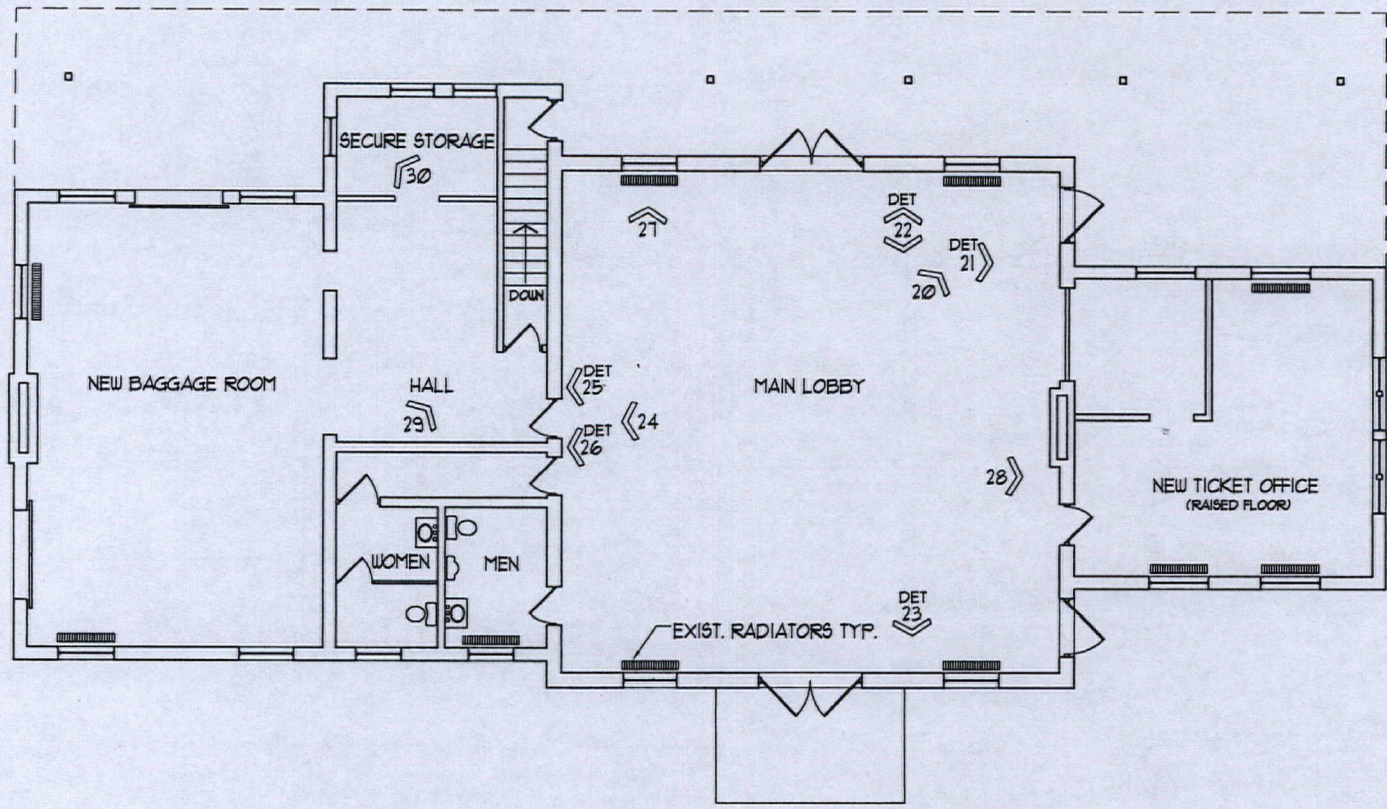 SECURE STORAGE
30
DET
22
27
DET
21
20
DOWN
NEW BAGGAGE ROOM
HALL
DET
25
MAIN LOBBY
29
24
DET
26
28
NEW TICKET OFFICE
(RAISED FLOOR)
WOMEN
MEN
DET
23
EXIST. RADIATORS TYP.